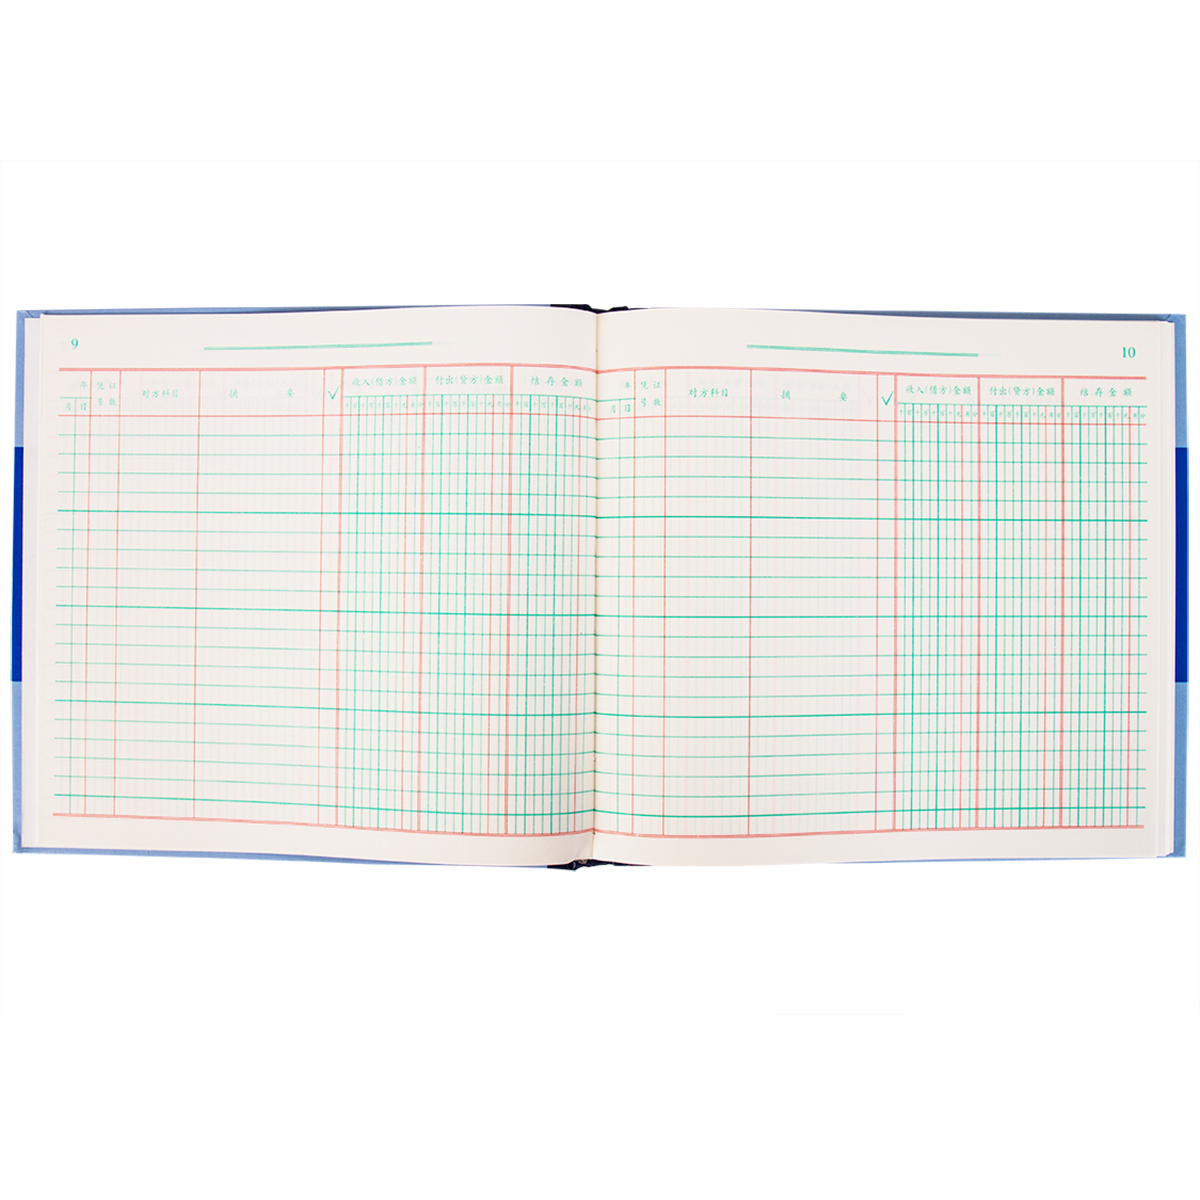 9
年 凭证 对方科目 摘 要 √ 收入(借方)金额 付出(贷方)金额 结存金额
月 日 号数
10
年 凭证 对方科目 摘 要 √ 收入(借方)金额 付出(贷方)金额 结存金额
月 日 号数